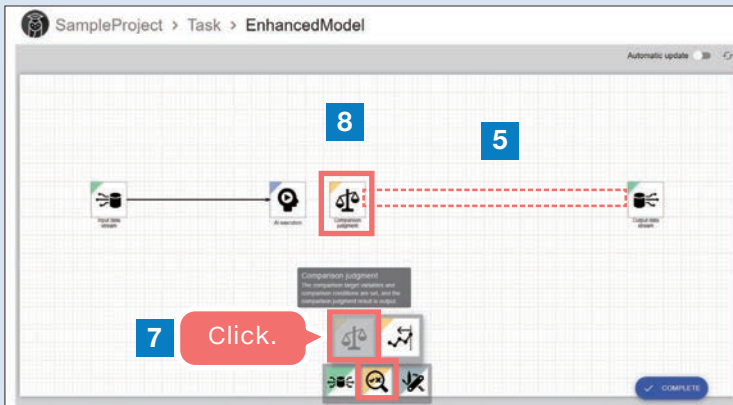 SampleProject > Task > EnhancedModel
Automatic update
8
5
Input data
stream
AI execution
Comparison
judgment
Output data
stream
Comparison judgment
The comparison target variables and
comparison conditions are set, and the
comparison judgment result is output.
7
Click.
COMPLETE